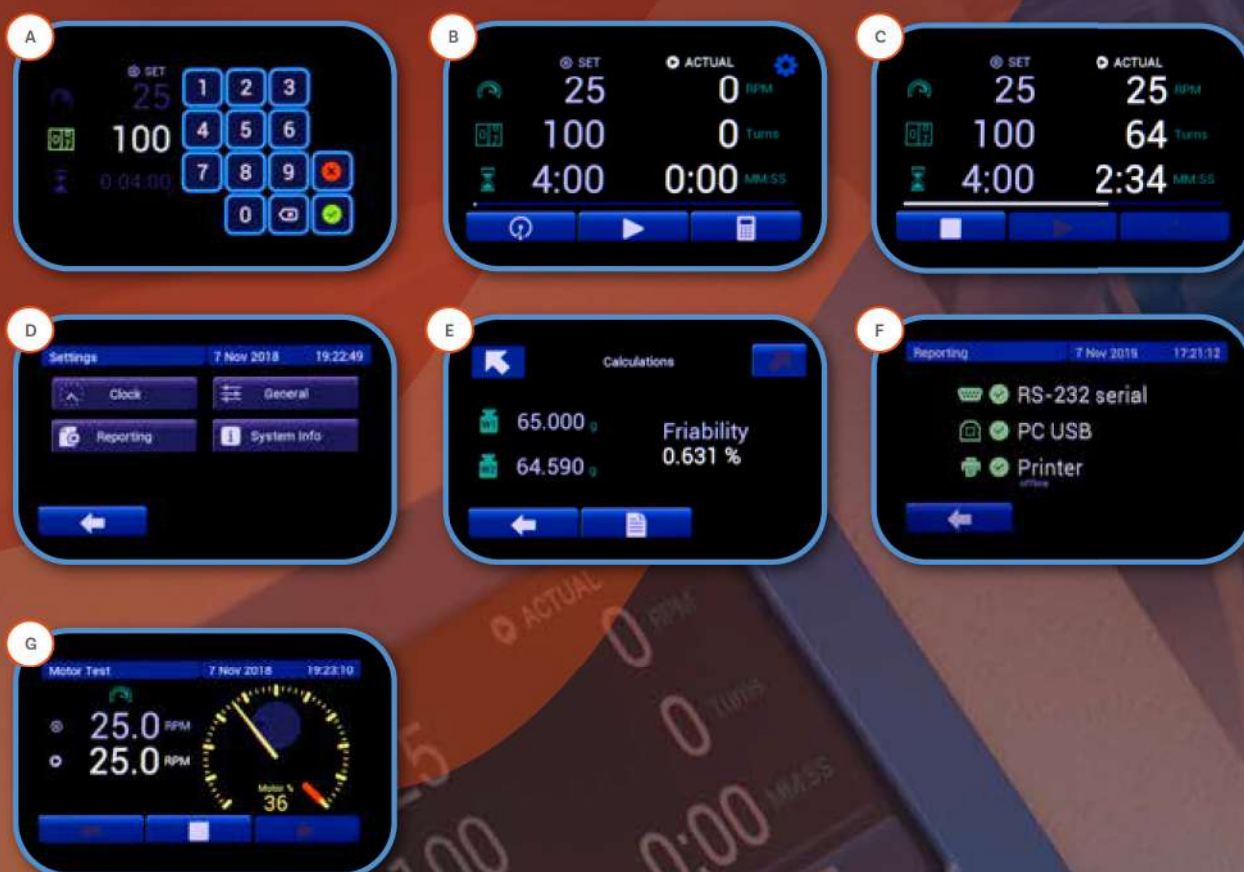 A
SET
25
100
0:04:00
1 2 3
4 5 6
7 8 9
0
B
SET ACTUAL
25 0 RPM
100 0 Turns
4:00 0:00 MM:SS
C
SET ACTUAL
25 25 RPM
100 64 Turns
4:00 2:34 MM:SS
D
Settings 7 Nov 2018 19:22:49
Clock General
Reporting System Info
E
Calculations
W1 65.000 g
W2 64.590 g
Friability
0.631 %
F
Reporting 7 Nov 2018 17:21:12
RS-232 serial
PC USB
Printer
offline
G
Motor Test 7 Nov 2018 19:23:10
25.0 RPM
25.0 RPM
Motor %
36
ACTUAL
0 RPM
25 0 Turns
100 0:00 MM:SS